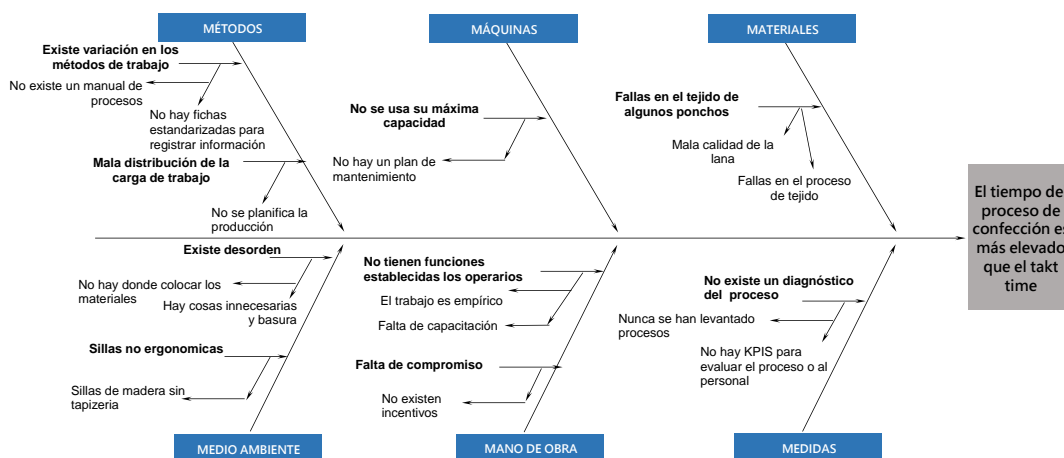 MÉTODOS
MÁQUINAS
MATERIALES
Existe variación en los
métodos de trabajo
No existe un manual de
procesos
No hay fichas
estandarizadas para
registrar información
Mala distribución de la
carga de trabajo
No se planifica la
producción
No se usa su máxima
capacidad
No hay un plan de
mantenimiento
Fallas en el tejido de
algunos ponchos
Mala calidad de la
lana
Fallas en el proceso
de tejido
El tiempo de
proceso de
confección es
más elevado
que el takt
time
Existe desorden
No hay donde colocar los
materiales
Hay cosas innecesarias
y basura
Sillas no ergonomicas
Sillas de madera sin
tapizeria
No tienen funciones
establecidas los operarios
El trabajo es empírico
Falta de capacitación
Falta de compromiso
No existen
incentivos
No existe un diagnóstico
del proceso
Nunca se han levantado
procesos
No hay KPIS para
evaluar el proceso o al
personal
MEDIO AMBIENTE
MANO DE OBRA
MEDIDAS